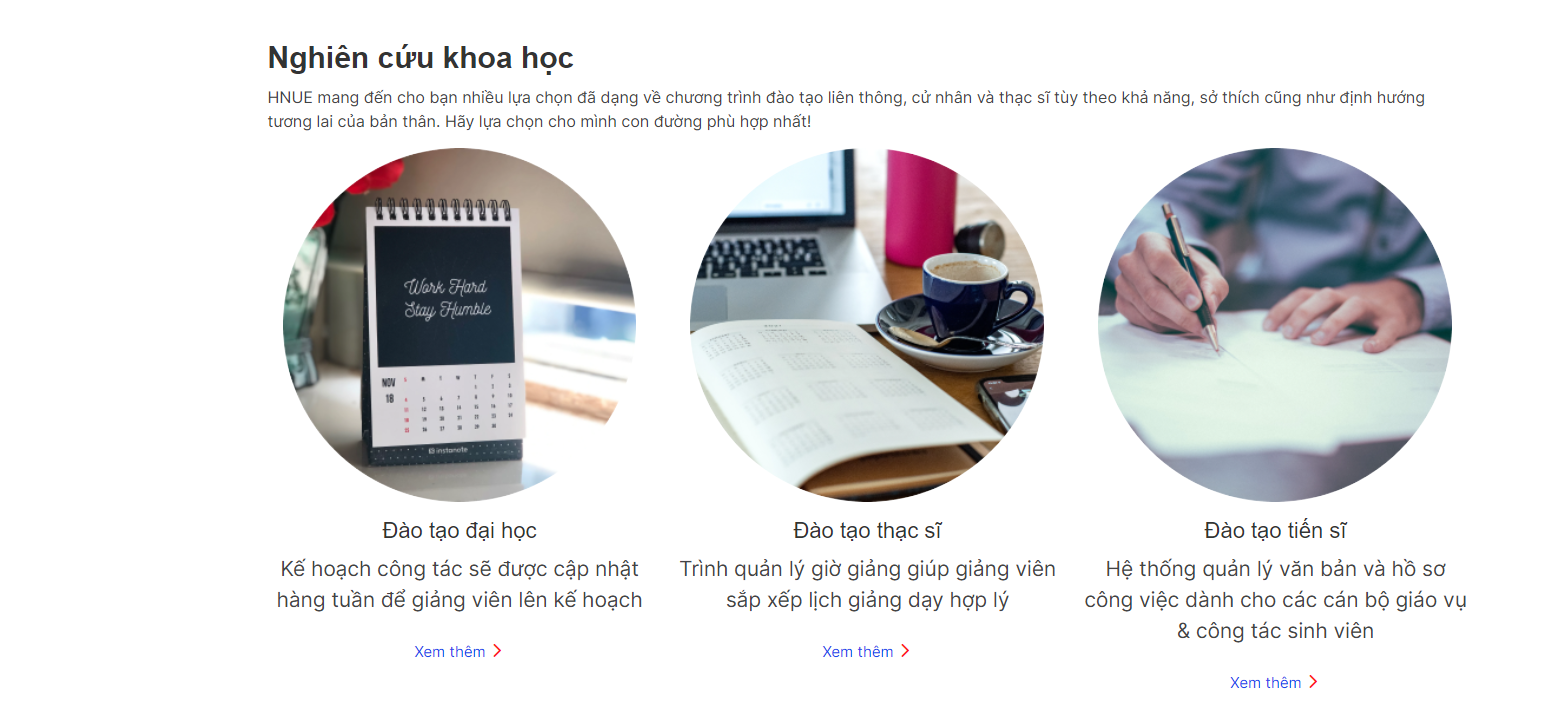 Nghiên cứu khoa học
HNUE mang đến cho bạn nhiều lựa chọn đã dạng về chương trình đào tạo liên thông, cử nhân và thạc sĩ tùy theo khả năng, sở thích cũng như định hướng
tương lai của bản thân. Hãy lựa chọn cho mình con đường phù hợp nhất!
Work Hard
Stay Humble
NOV
18
instanote
Đào tạo đại học
Kế hoạch công tác sẽ được cập nhật
hàng tuần để giảng viên lên kế hoạch
Xem thêm
Đào tạo thạc sĩ
Trình quản lý giờ giảng giúp giảng viên
sắp xếp lịch giảng dạy hợp lý
Xem thêm
Đào tạo tiến sĩ
Hệ thống quản lý văn bản và hồ sơ
công việc dành cho các cán bộ giáo vụ
& công tác sinh viên
Xem thêm